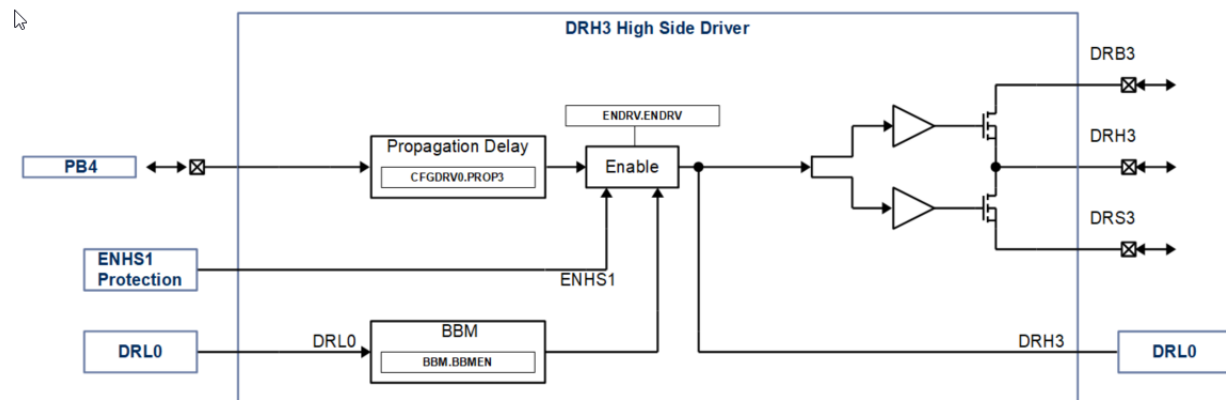 DRH3 High Side Driver
DRB3
ENDRV.ENDRV
Propagation Delay
CFGDRV0.PROP3
Enable
PB4
DRH3
DRS3
ENHS1
Protection
ENHS1
DRL0
DRL0
BBM
BBM.BBMEN
DRH3
DRL0